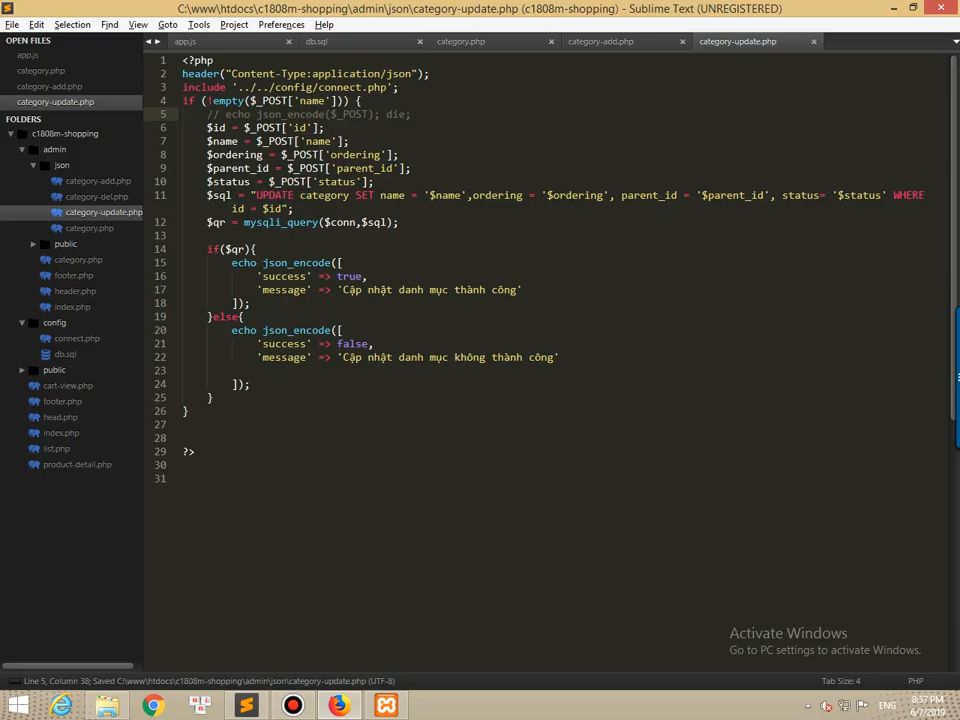 C:\www\htdocs\c1808m-shopping\admin\json\category-update.php (c1808m-shopping) - Sublime Text (UNREGISTERED)
File Edit Selection Find View Goto Tools Project Preferences Help
OPEN FILES
app.js
category.php
category-add.php
category-update.php
FOLDERS
c1808m-shopping
admin
json
category-add.php
category-del.php
category-update.php
category.php
public
category.php
footer.php
header.php
index.php
config
connect.php
db.sql
public
cart-view.php
footer.php
head.php
index.php
list.php
product-detail.php
app.js db.sql category.php category-add.php category-update.php
1 <?php
2 header("Content-Type:application/json");
3 include '../../config/connect.php';
4 if (!empty($_POST['name'])) {
5 // echo json_encode($_POST); die;
6 $id = $_POST['id'];
7 $name = $_POST['name'];
8 $ordering = $_POST['ordering'];
9 $parent_id = $_POST['parent_id'];
10 $status = $_POST['status'];
11 $sql = "UPDATE category SET name = '$name',ordering = '$ordering', parent_id = '$parent_id', status= '$status' WHERE
id = $id";
12 $qr = mysqli_query($conn,$sql);
13
14 if($qr){
15 echo json_encode([
16 'success' => true,
17 'message' => 'Cập nhật danh mục thành công'
18 ]);
19 }else{
20 echo json_encode([
21 'success' => false,
22 'message' => 'Cập nhật danh mục không thành công'
23
24 ]);
25 }
26 }
27
28
29 ?>
30
31
Activate Windows
Go to PC settings to activate Windows.
Line 5, Column 38; Saved C:\www\htdocs\c1808m-shopping\admin\json\category-update.php (UTF-8) Tab Size: 4 PHP
ENG
8:57 PM
6/7/2019